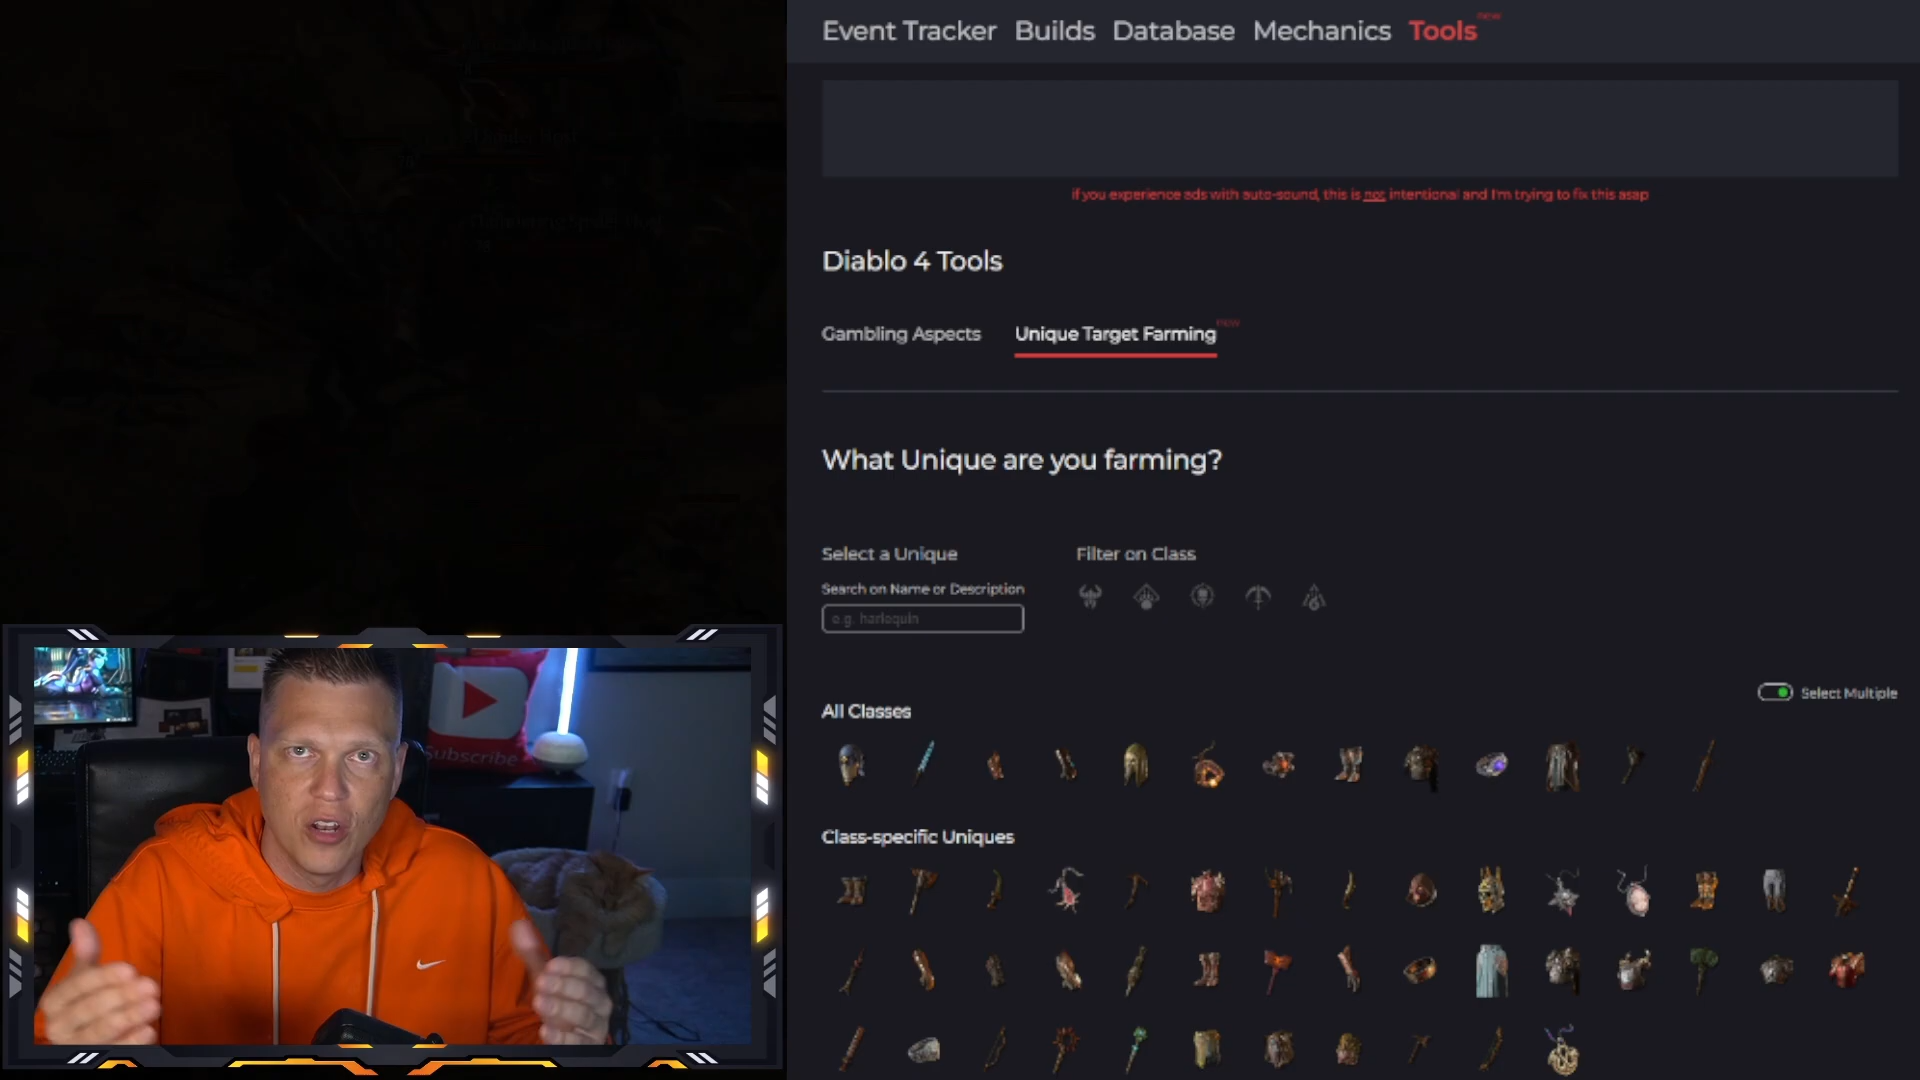 Event Tracker Builds Database Mechanics Tools new
if you experience ads with auto-sound, this is not intentional and I'm trying to fix this asap
Diablo 4 Tools
Gambling Aspects Unique Target Farming new
What Unique are you farming?
Select a Unique Filter on Class
Search on Name or Description
e.g. harlequin
Select Multiple
All Classes
Class-specific Uniques
Subscribe